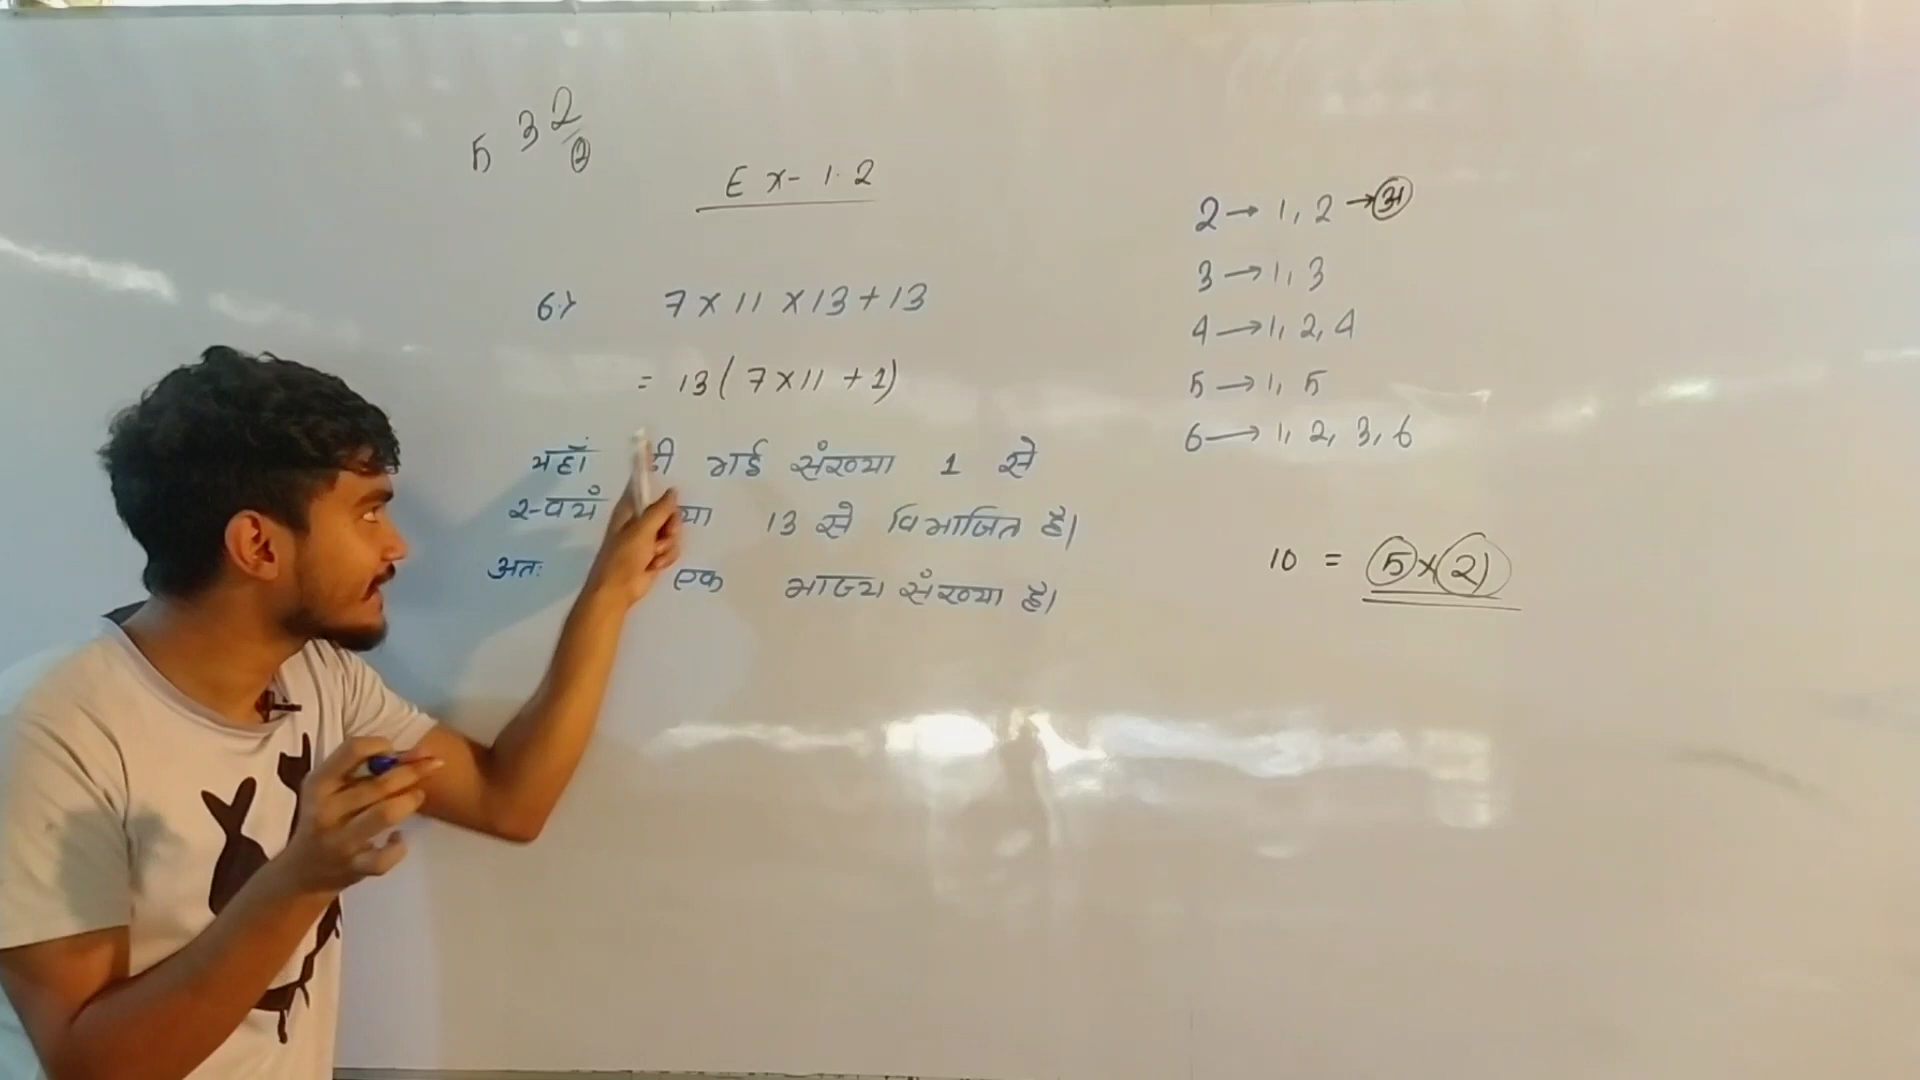 5 3 2
2
Ex- 1.2
6) 7 × 11 × 13 + 13
= 13 ( 7 × 11 + 1 )
यहाँ दी गई संख्या 1 से
स्वयं 13 से विभाजित है।
अतः एक भाज्य संख्या है।
2 → 1, 2 → अ
3 → 1, 3
4 → 1, 2, 4
5 → 1, 5
6 → 1, 2, 3, 6
10 = 5 × 2